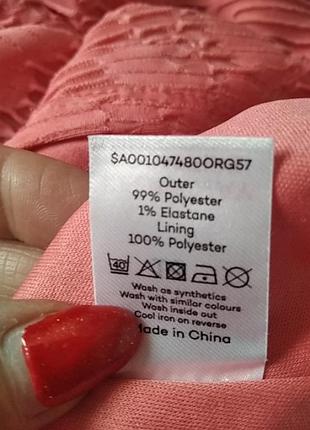 $A001047480ORG57
Outer
99% Polyester
1% Elastane
Lining
100% Polyester
40
Wash as synthetics
Wash with similar colours
Wash inside out
Cool iron on reverse
Made in China